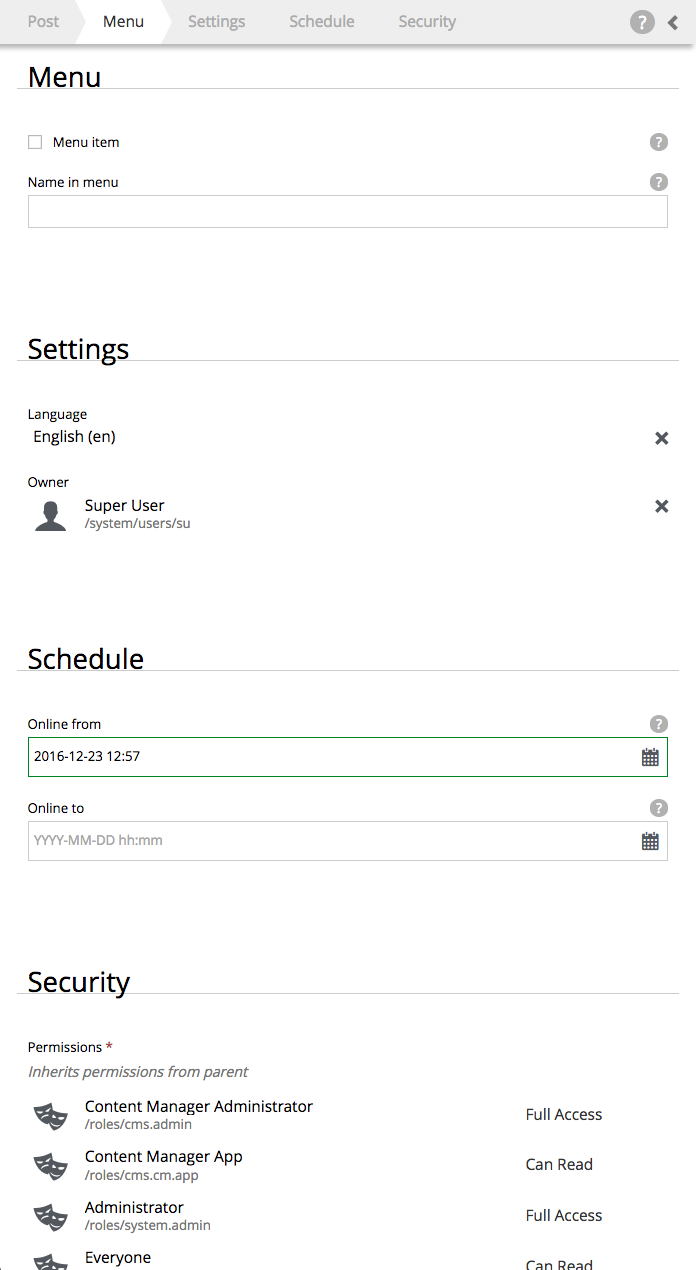 Post Menu Settings Schedule Security ?
Menu
Menu item ?
Name in menu ?
Settings
Language
English (en)
Owner
Super User
/system/users/su
Schedule
Online from ?
2016-12-23 12:57
Online to ?
YYYY-MM-DD hh:mm
Security
Permissions *
Inherits permissions from parent
Content Manager Administrator
/roles/cms.admin
Full Access
Content Manager App
/roles/cms.cm.app
Can Read
Administrator
/roles/system.admin
Full Access
Everyone
Can Read